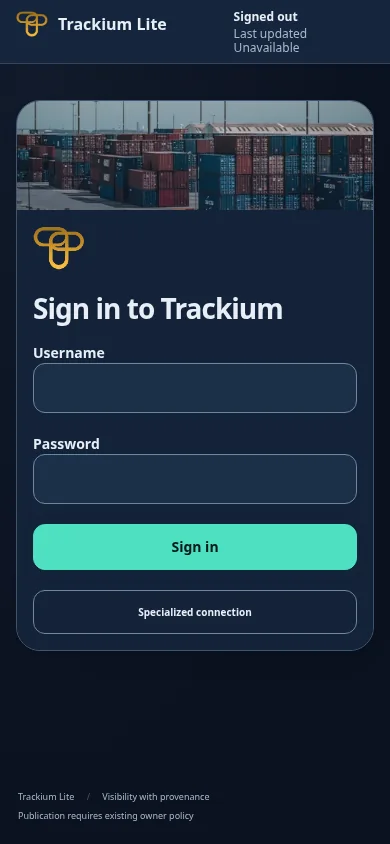 Trackium Lite
Signed out
Last updated
Unavailable
Sign in to Trackium
Username
Password
Sign in
Specialized connection
Trackium Lite / Visibility with provenance
Publication requires existing owner policy